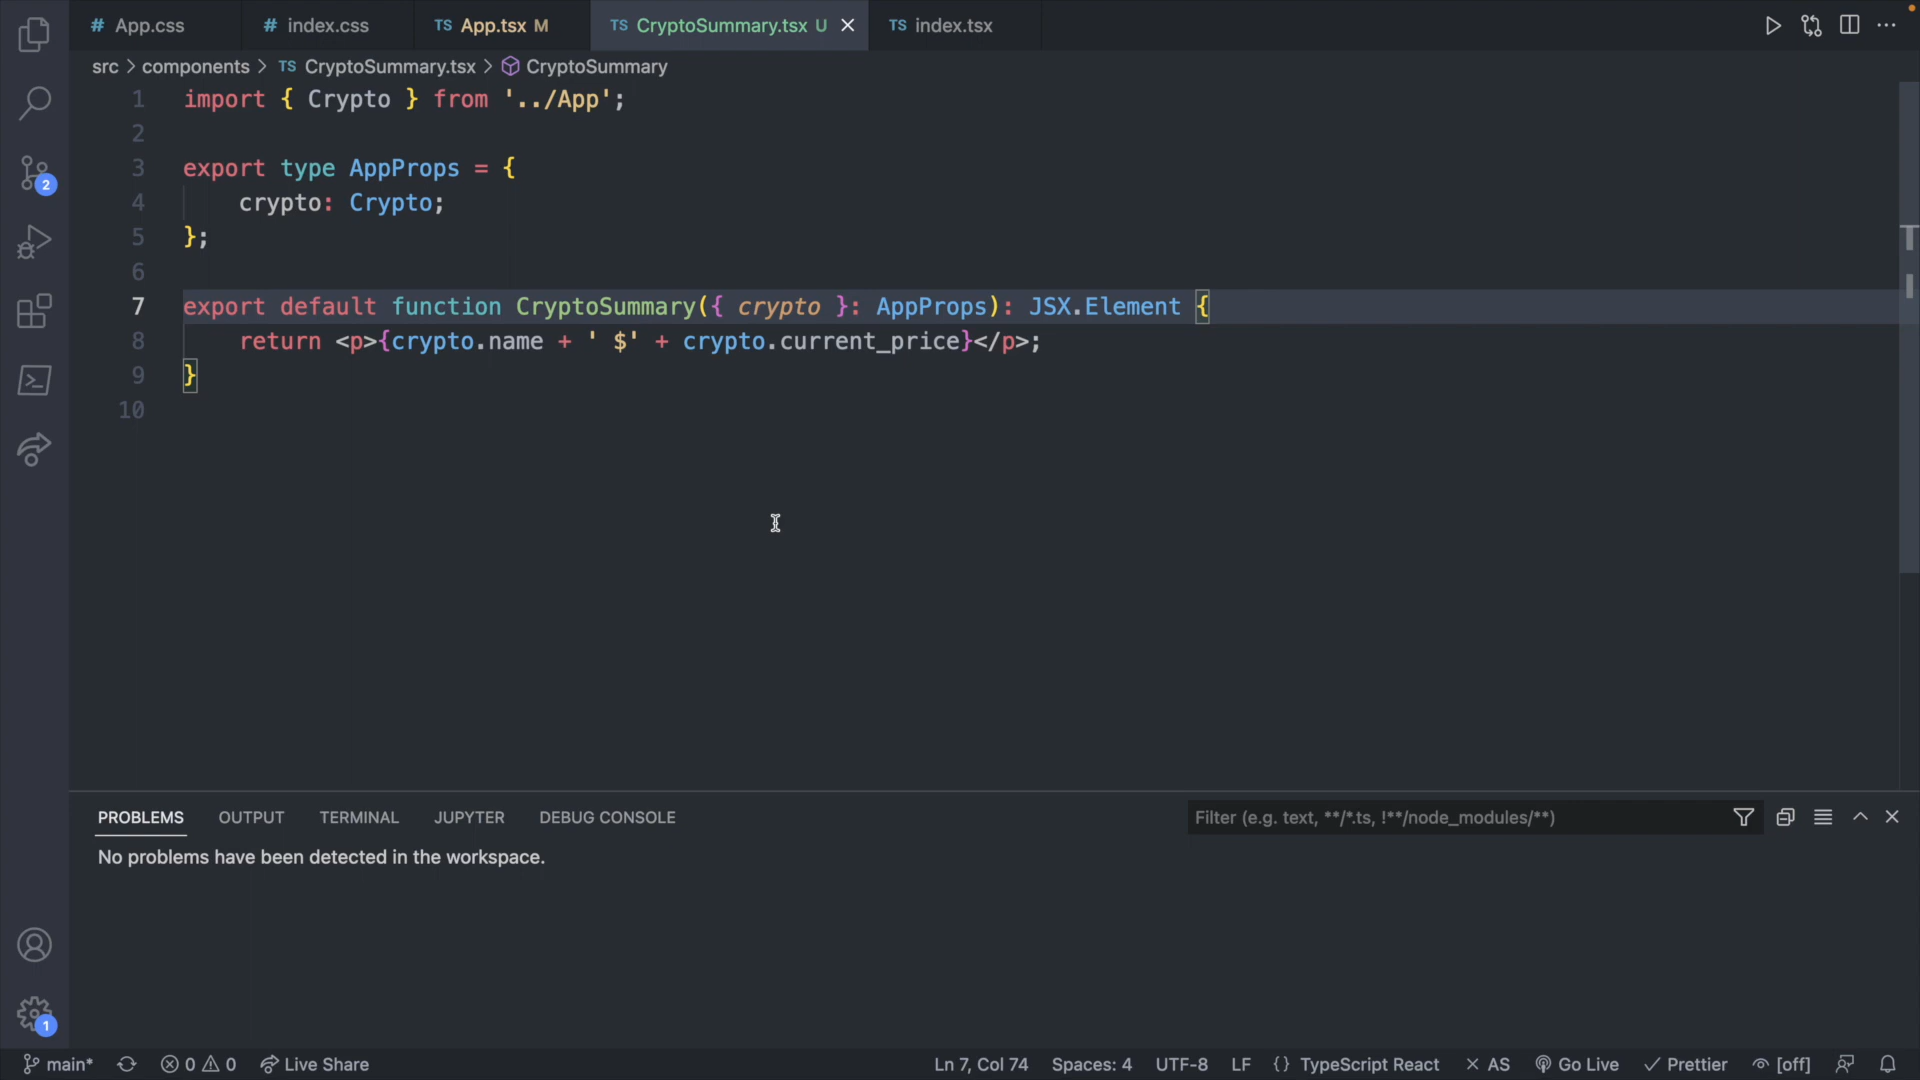 # App.css # index.css TS App.tsx M TS CryptoSummary.tsx U TS index.tsx
src > components > TS CryptoSummary.tsx > CryptoSummary
1 import { Crypto } from '../App';
2
3 export type AppProps = {
4 crypto: Crypto;
5 };
6
7 export default function CryptoSummary({ crypto }: AppProps): JSX.Element {
8 return <p>{crypto.name + ' $' + crypto.current_price}</p>;
9 }
10
2
PROBLEMS OUTPUT TERMINAL JUPYTER DEBUG CONSOLE Filter (e.g. text, **/*.ts, !**/node_modules/**)
No problems have been detected in the workspace.
1
main* 0 0 Live Share Ln 7, Col 74 Spaces: 4 UTF-8 LF {} TypeScript React × AS Go Live Prettier [off]